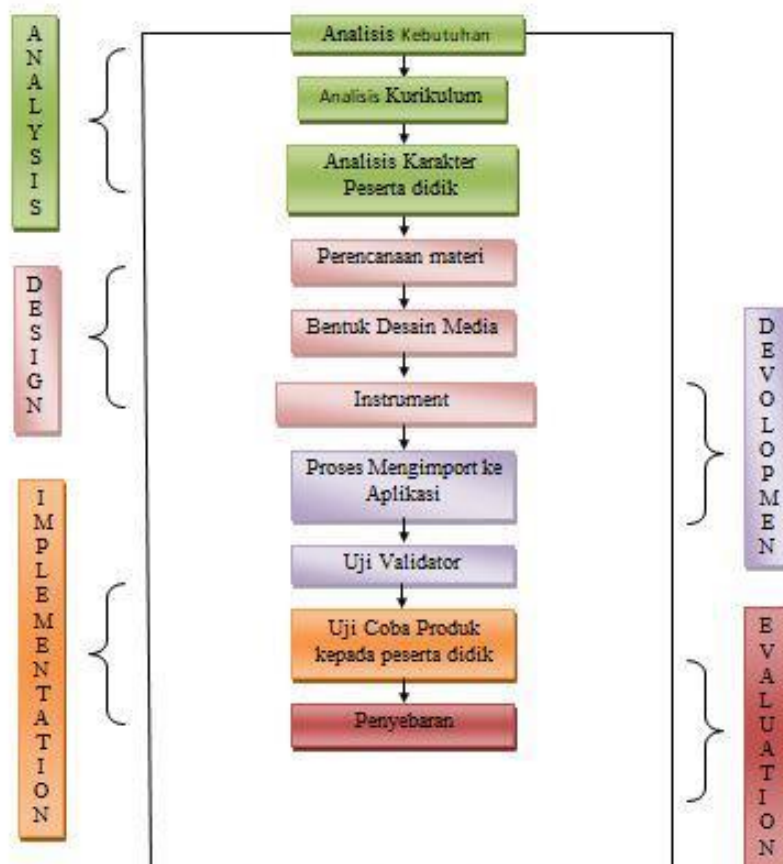 ANALYSIS
Analisis Kebutuhan
Analisis Kurikulum
Analisis Karakter
Peserta didik
DESIGN
Perencanaan materi
Bentuk Desain Media
Instrument
DEVOLOPMEN
Proses Mengimport ke
Aplikasi
Uji Validator
IMPLEMENTATION
Uji Coba Produk
kepada peserta didik
EVALUATION
Penyebaran